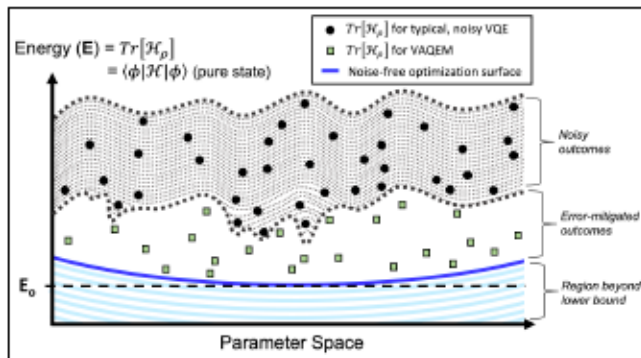 Energy (E) = Tr[ℋρ]
= ⟨ϕ|ℋ|ϕ⟩ (pure state)
Tr[ℋρ] for typical, noisy VQE
Tr[ℋρ] for VAQEM
Noise-free optimization surface
Noisy
outcomes
Error-mitigated
outcomes
E₀
Region beyond
lower bound
Parameter Space